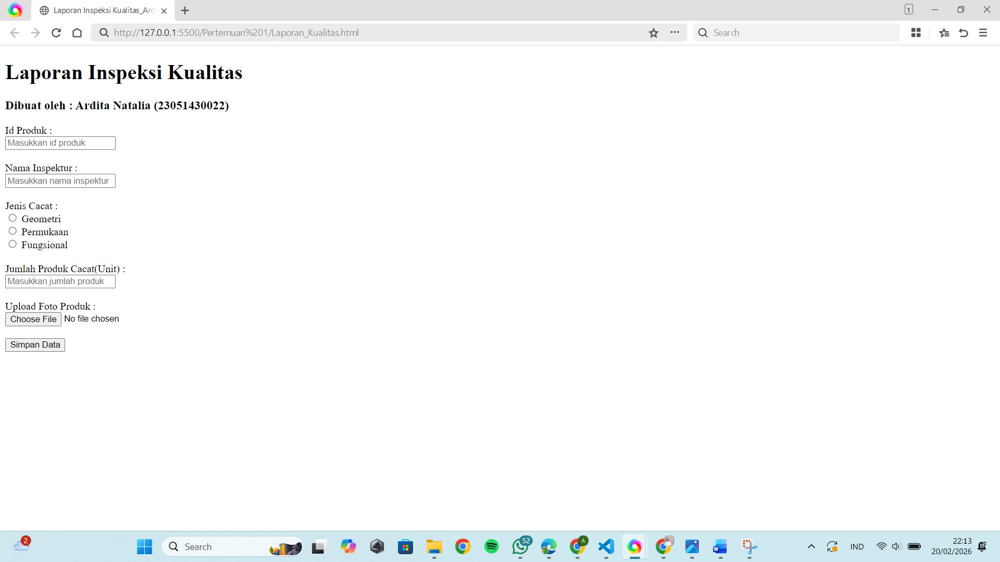 Laporan Inspeksi Kualitas_Ard
1
http://127.0.0.1:5500/Pertemuan%201/Laporan_Kualitas.html
Search
Laporan Inspeksi Kualitas
Dibuat oleh : Ardita Natalia (23051430022)
Id Produk :
Masukkan id produk
Nama Inspektur :
Masukkan nama inspektur
Jenis Cacat :
Geometri
Permukaan
Fungsional
Jumlah Produk Cacat(Unit) :
Masukkan jumlah produk
Upload Foto Produk :
Choose File No file chosen
Simpan Data
2
Search
52
A
W
IND
22:13
20/02/2026